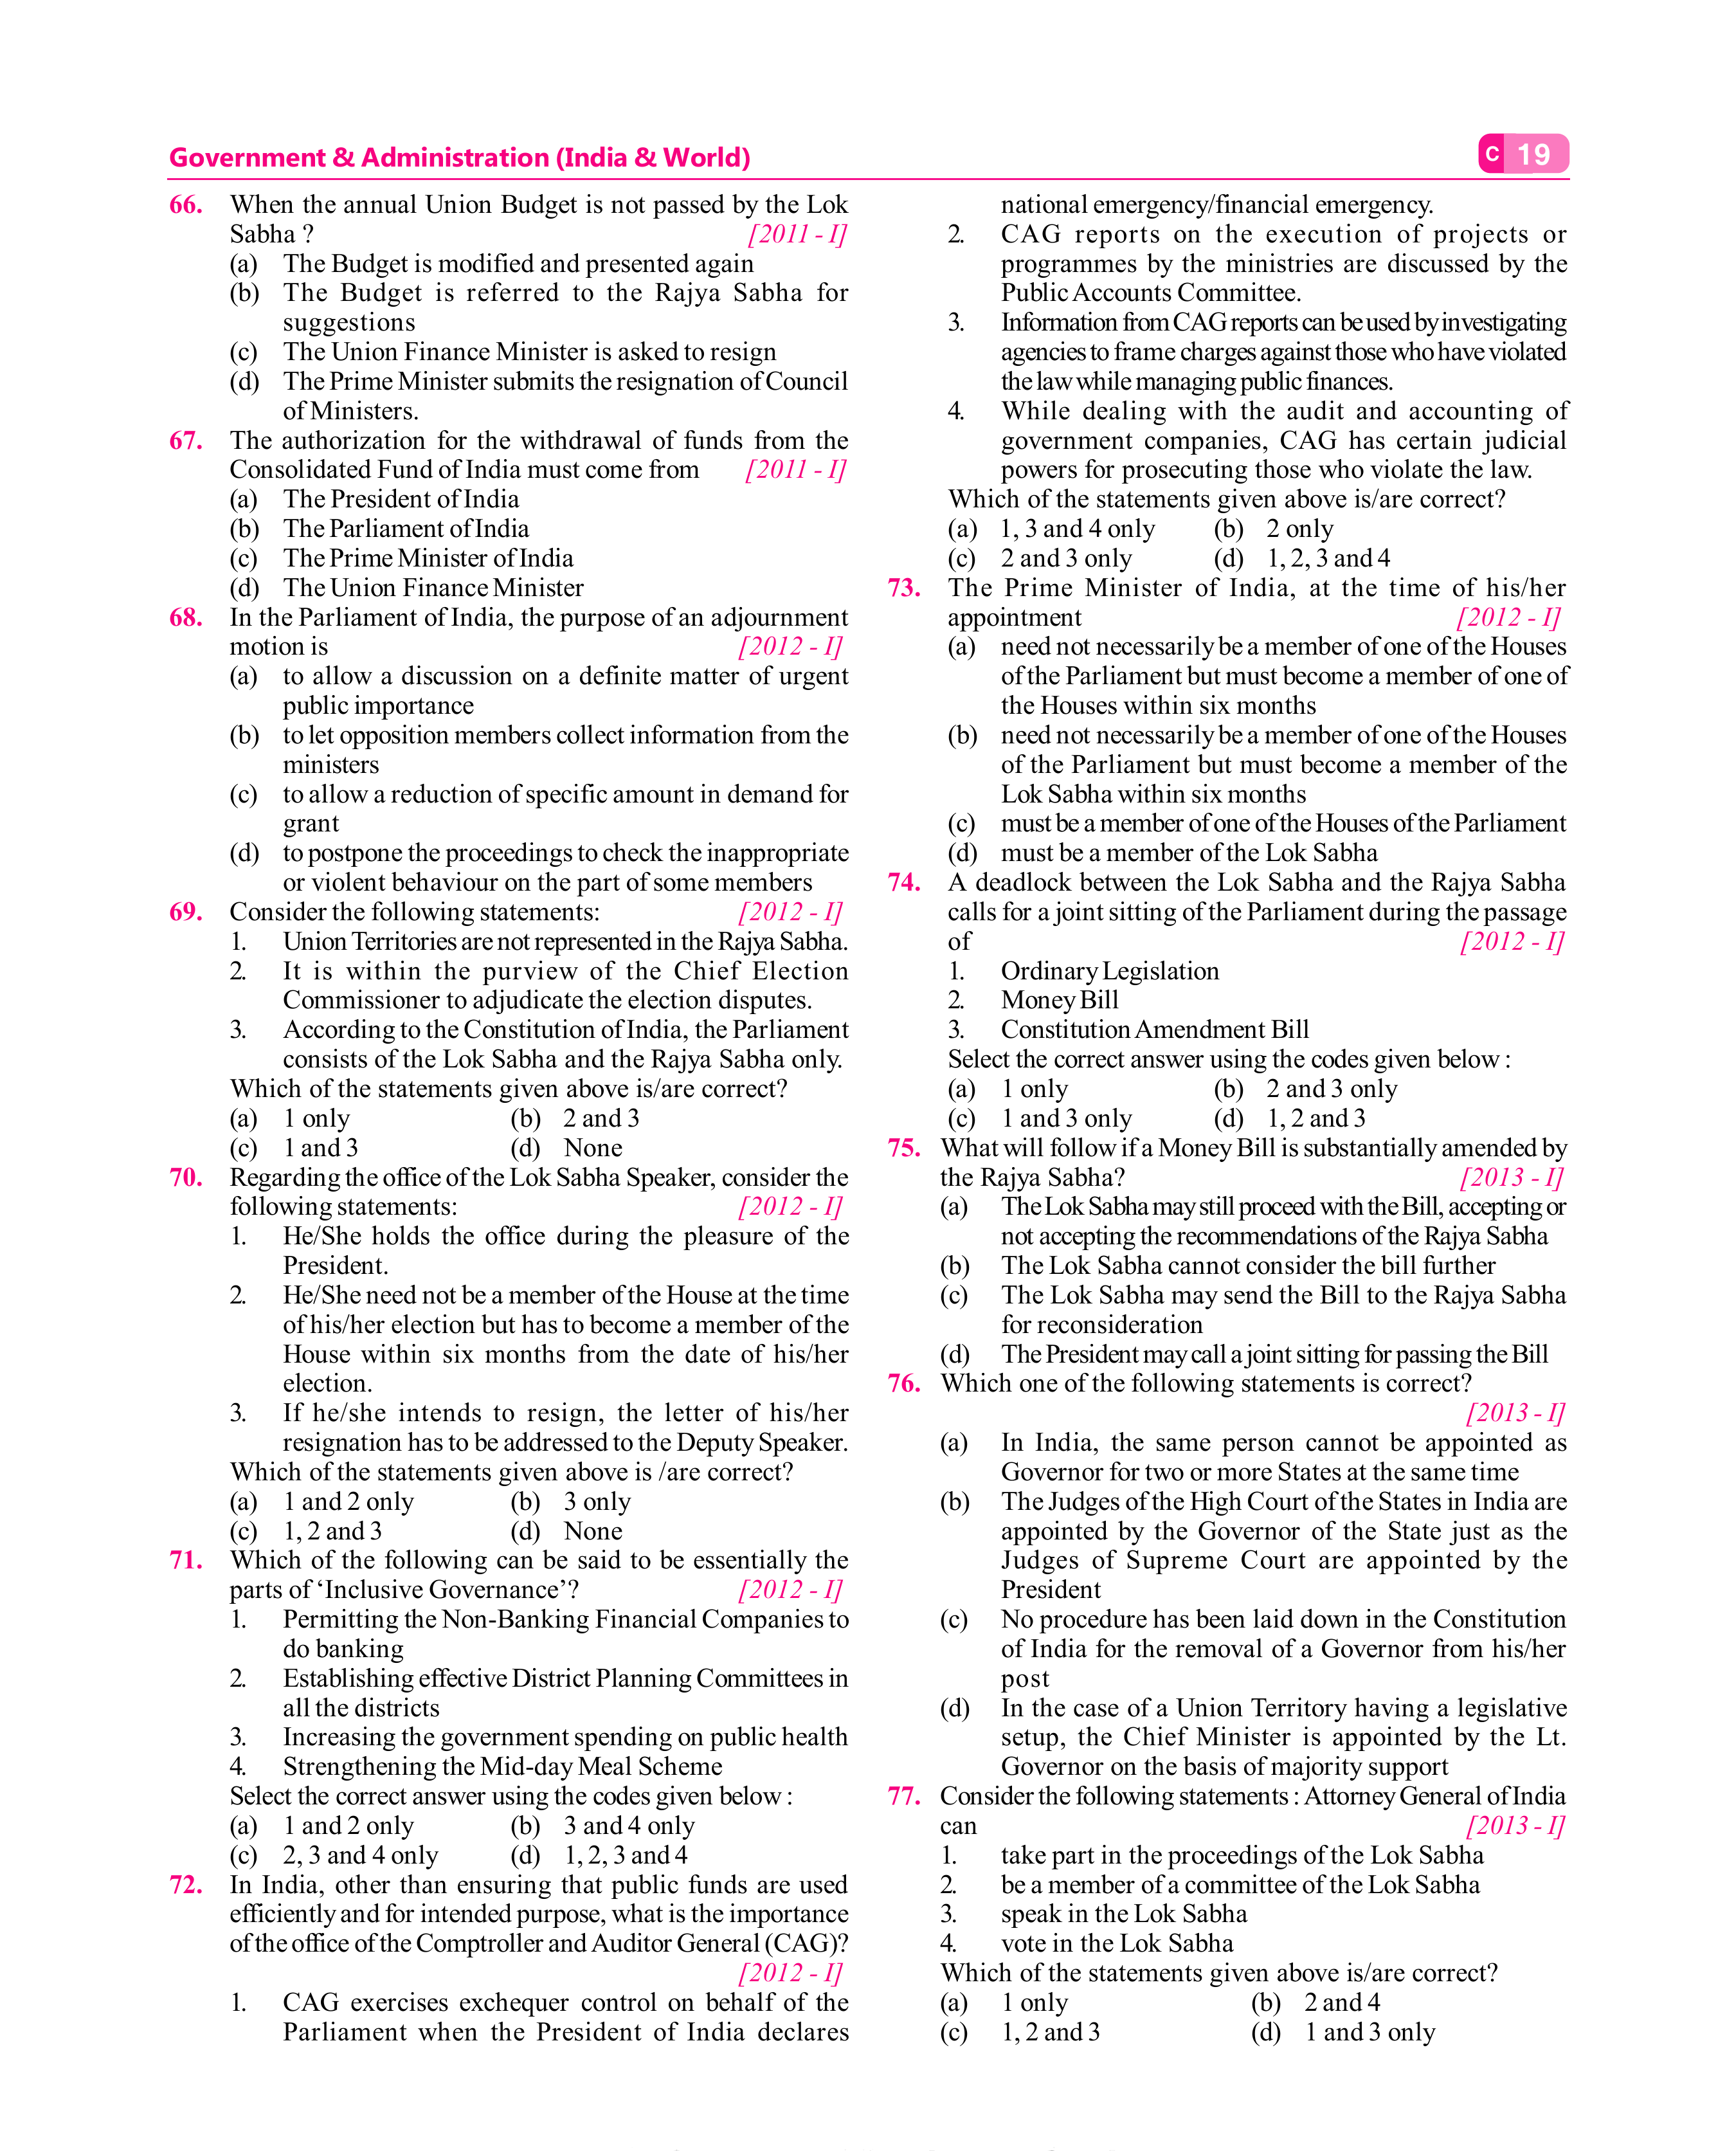 Government & Administration (India & World)
C 19
66. When the annual Union Budget is not passed by the Lok
Sabha ? [2011 - I]
(a) The Budget is modified and presented again
(b) The Budget is referred to the Rajya Sabha for
suggestions
(c) The Union Finance Minister is asked to resign
(d) The Prime Minister submits the resignation of Council
of Ministers.
67. The authorization for the withdrawal of funds from the
Consolidated Fund of India must come from [2011 - I]
(a) The President of India
(b) The Parliament of India
(c) The Prime Minister of India
(d) The Union Finance Minister
68. In the Parliament of India, the purpose of an adjournment
motion is [2012 - I]
(a) to allow a discussion on a definite matter of urgent
public importance
(b) to let opposition members collect information from the
ministers
(c) to allow a reduction of specific amount in demand for
grant
(d) to postpone the proceedings to check the inappropriate
or violent behaviour on the part of some members
69. Consider the following statements: [2012 - I]
1. Union Territories are not represented in the Rajya Sabha.
2. It is within the purview of the Chief Election
Commissioner to adjudicate the election disputes.
3. According to the Constitution of India, the Parliament
consists of the Lok Sabha and the Rajya Sabha only.
Which of the statements given above is/are correct?
(a) 1 only (b) 2 and 3
(c) 1 and 3 (d) None
70. Regarding the office of the Lok Sabha Speaker, consider the
following statements: [2012 - I]
1. He/She holds the office during the pleasure of the
President.
2. He/She need not be a member of the House at the time
of his/her election but has to become a member of the
House within six months from the date of his/her
election.
3. If he/she intends to resign, the letter of his/her
resignation has to be addressed to the Deputy Speaker.
Which of the statements given above is /are correct?
(a) 1 and 2 only (b) 3 only
(c) 1, 2 and 3 (d) None
71. Which of the following can be said to be essentially the
parts of ‘Inclusive Governance’? [2012 - I]
1. Permitting the Non-Banking Financial Companies to
do banking
2. Establishing effective District Planning Committees in
all the districts
3. Increasing the government spending on public health
4. Strengthening the Mid-day Meal Scheme
Select the correct answer using the codes given below :
(a) 1 and 2 only (b) 3 and 4 only
(c) 2, 3 and 4 only (d) 1, 2, 3 and 4
72. In India, other than ensuring that public funds are used
efficiently and for intended purpose, what is the importance
of the office of the Comptroller and Auditor General (CAG)?
[2012 - I]
1. CAG exercises exchequer control on behalf of the
Parliament when the President of India declares
national emergency/financial emergency.
2. CAG reports on the execution of projects or
programmes by the ministries are discussed by the
Public Accounts Committee.
3. Information from CAG reports can be used by investigating
agencies to frame charges against those who have violated
the law while managing public finances.
4. While dealing with the audit and accounting of
government companies, CAG has certain judicial
powers for prosecuting those who violate the law.
Which of the statements given above is/are correct?
(a) 1, 3 and 4 only (b) 2 only
(c) 2 and 3 only (d) 1, 2, 3 and 4
73. The Prime Minister of India, at the time of his/her
appointment [2012 - I]
(a) need not necessarily be a member of one of the Houses
of the Parliament but must become a member of one of
the Houses within six months
(b) need not necessarily be a member of one of the Houses
of the Parliament but must become a member of the
Lok Sabha within six months
(c) must be a member of one of the Houses of the Parliament
(d) must be a member of the Lok Sabha
74. A deadlock between the Lok Sabha and the Rajya Sabha
calls for a joint sitting of the Parliament during the passage
of [2012 - I]
1. Ordinary Legislation
2. Money Bill
3. Constitution Amendment Bill
Select the correct answer using the codes given below :
(a) 1 only (b) 2 and 3 only
(c) 1 and 3 only (d) 1, 2 and 3
75. What will follow if a Money Bill is substantially amended by
the Rajya Sabha? [2013 - I]
(a) The Lok Sabha may still proceed with the Bill, accepting or
not accepting the recommendations of the Rajya Sabha
(b) The Lok Sabha cannot consider the bill further
(c) The Lok Sabha may send the Bill to the Rajya Sabha
for reconsideration
(d) The President may call a joint sitting for passing the Bill
76. Which one of the following statements is correct?
[2013 - I]
(a) In India, the same person cannot be appointed as
Governor for two or more States at the same time
(b) The Judges of the High Court of the States in India are
appointed by the Governor of the State just as the
Judges of Supreme Court are appointed by the
President
(c) No procedure has been laid down in the Constitution
of India for the removal of a Governor from his/her
post
(d) In the case of a Union Territory having a legislative
setup, the Chief Minister is appointed by the Lt.
Governor on the basis of majority support
77. Consider the following statements : Attorney General of India
can [2013 - I]
1. take part in the proceedings of the Lok Sabha
2. be a member of a committee of the Lok Sabha
3. speak in the Lok Sabha
4. vote in the Lok Sabha
Which of the statements given above is/are correct?
(a) 1 only (b) 2 and 4
(c) 1, 2 and 3 (d) 1 and 3 only